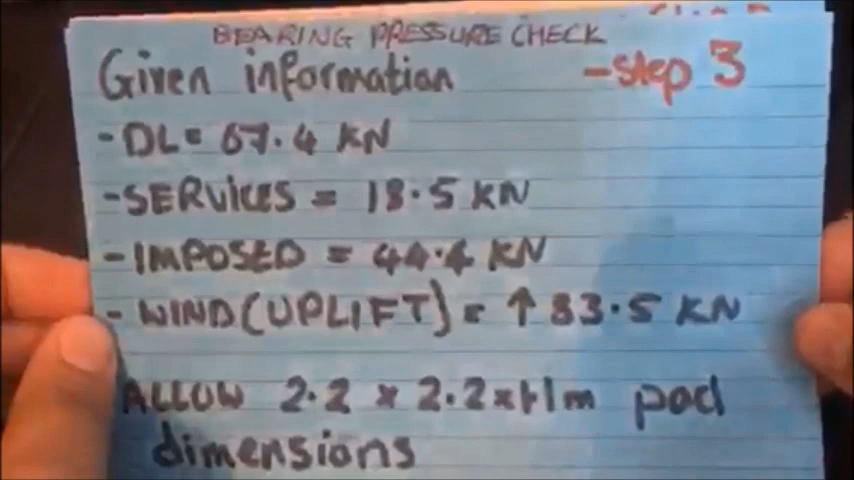 BEARING PRESSURE CHECK
Given information -step 3
- DL = 67.4 KN
- SERVICES = 18.5 KN
- IMPOSED = 44.4 KN
- WIND(UPLIFT) = ↑ 83.5 KN
ALLOW 2.2 x 2.2 x 1.1m pad
dimensions